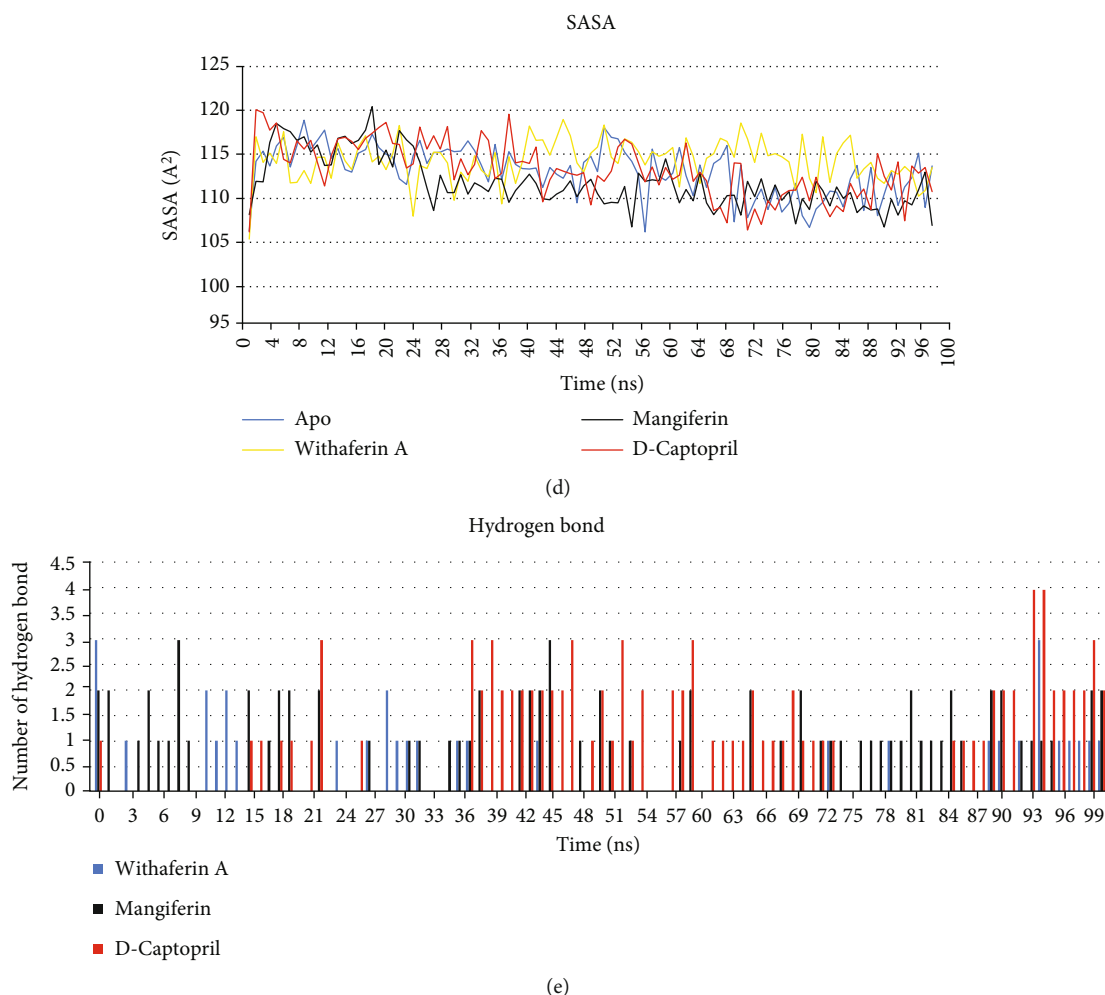 SASA
125
120
115
110
105
100
95
SASA (A²)
0 4 8 12 16 20 24 28 32 36 40 44 48 52 56 60 64 68 72 76 80 84 88 92 96 100
Time (ns)
Apo
Mangiferin
Withaferin A
D-Captopril
(d)
Hydrogen bond
4.5
4
3.5
3
2.5
2
1.5
1
0.5
0
Number of hydrogen bond
0 3 6 9 12 15 18 21 24 27 30 33 36 39 42 45 48 51 54 57 60 63 66 69 72 75 78 81 84 87 90 93 96 99
Time (ns)
Withaferin A
Mangiferin
D-Captopril
(e)